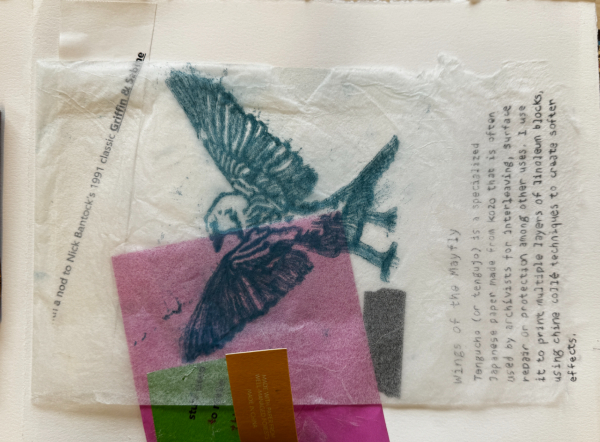 a nod to Nick Bantock's 1991 classic Griffin & Sabine
Wings of the Mayfly
Tengucho (or tengujo) is a specialized
Japanese paper made from kozo that is often
used by archivists for interleaving, surface
repair or protection among other uses. I use
it to print multiple layers of linoleum blocks,
using chine collé techniques to create softer
effects.